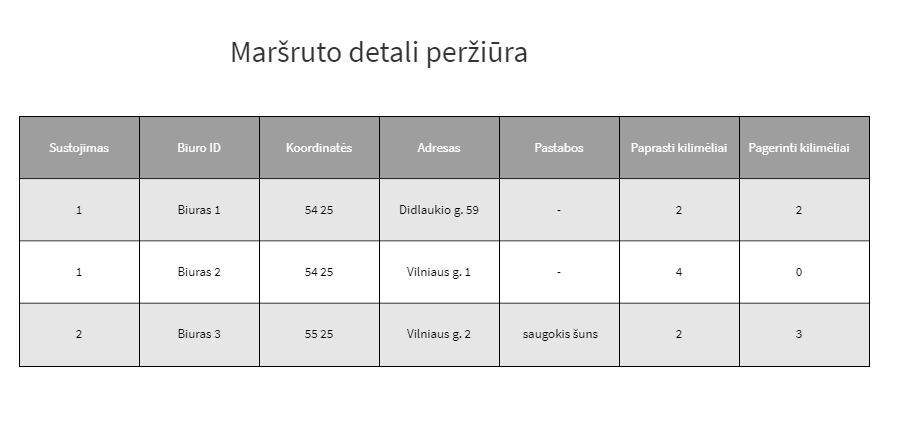 Maršruto detali peržiūra
Sustojimas Biuro ID Koordinatės Adresas Pastabos Paprasti kilimėliai Pagerinti kilimėliai
1 Biuras 1 54 25 Didlaukio g. 59 - 2 2
1 Biuras 2 54 25 Vilniaus g. 1 - 4 0
2 Biuras 3 55 25 Vilniaus g. 2 saugokis šuns 2 3